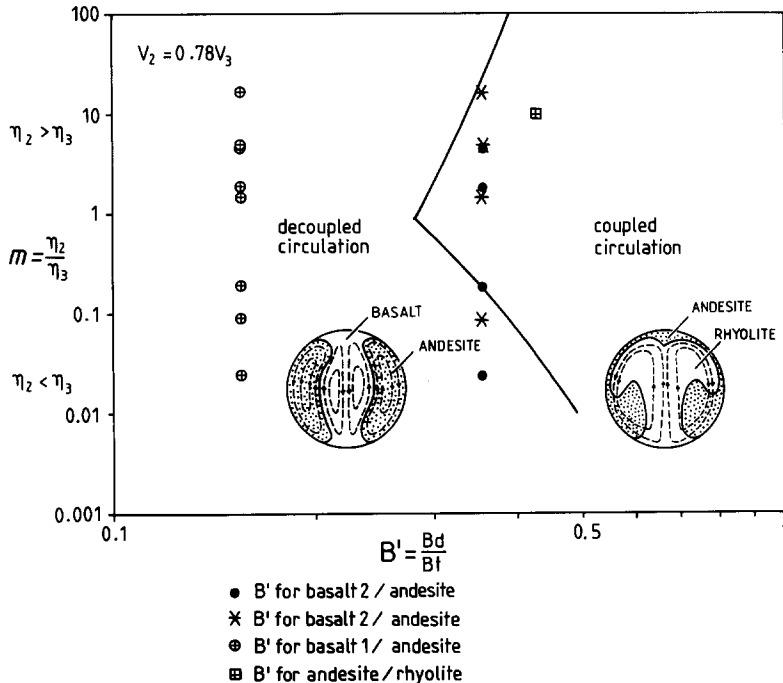 100
V₂ = 0.78V₃
10
η₂ > η₃
1
decoupled
circulation
coupled
circulation
m = η₂/η₃
0.1
BASALT
ANDESITE
ANDESITE
RHYOLITE
η₂ < η₃
0.01
0.001
0.1
0.5
B' = Bd/Bt
B' for basalt 2 / andesite
B' for basalt 2 / andesite
B' for basalt 1 / andesite
B' for andesite / rhyolite